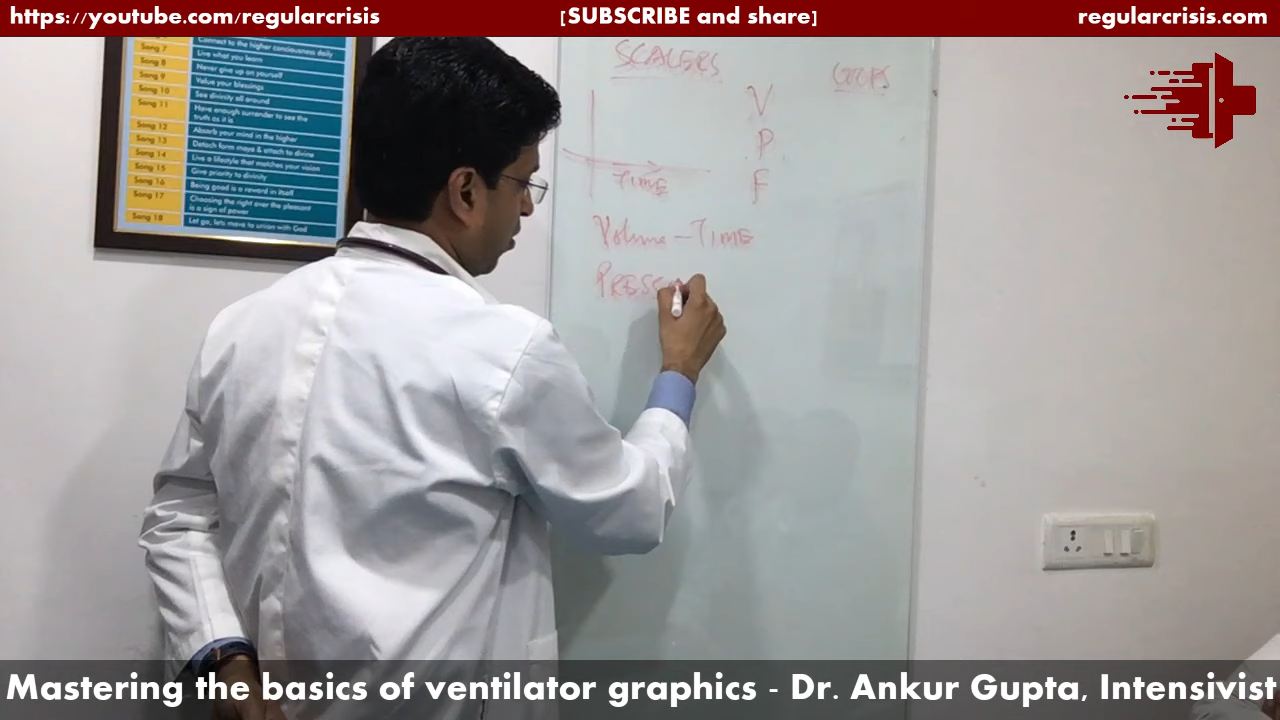 https://youtube.com/regularcrisis
[SUBSCRIBE and share]
regularcrisis.com
Song 7 Connect to the higher conciousness daily
Song 8 Live what you learn
Song 9 Never give up on yourself
Song 10 Value your blessings
Song 11 See divinity all around
Have enough surrender to see the
truth as it is
Song 12 Absorb your mind in the higher
Song 13 Detach form maya & attach to divine
Song 14 Live a lifestyle that matches your vision
Song 15 Give priority to divinity
Song 16 Being good is a reward in itself
Song 17 Choosing the right over the pleasant
is a sign of power
Song 18 Let go, lets move to union with God
SCALERS
LOOPS
V
P
F
TIME
Volume - TIME
PRESS
Mastering the basics of ventilator graphics - Dr. Ankur Gupta, Intensivist